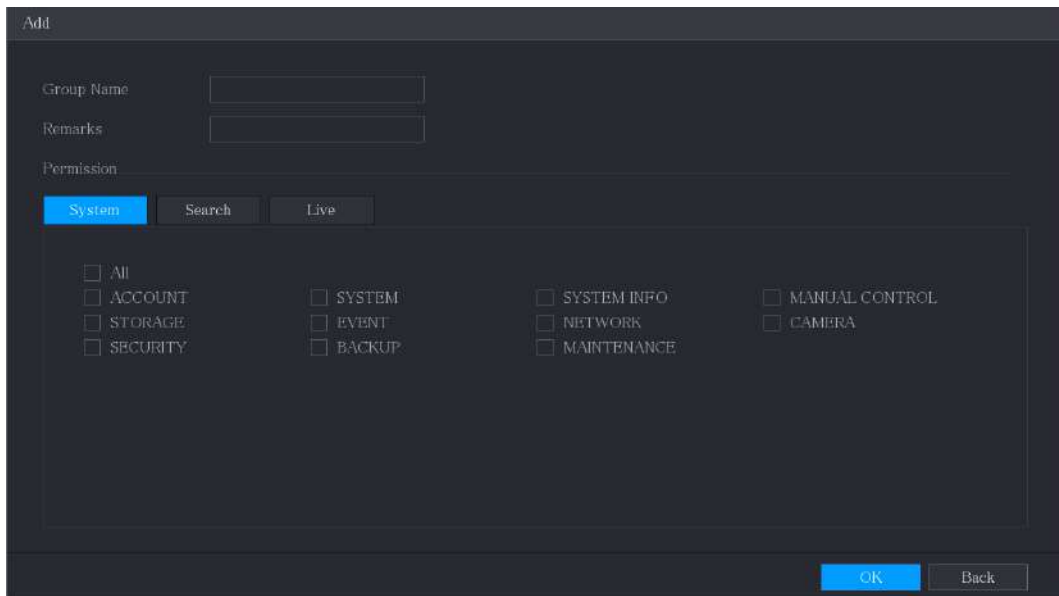 Add
Group Name
Remarks
Permission
System Search Live
All
ACCOUNT SYSTEM SYSTEM INFO MANUAL CONTROL
STORAGE EVENT NETWORK CAMERA
SECURITY BACKUP MAINTENANCE
OK Back